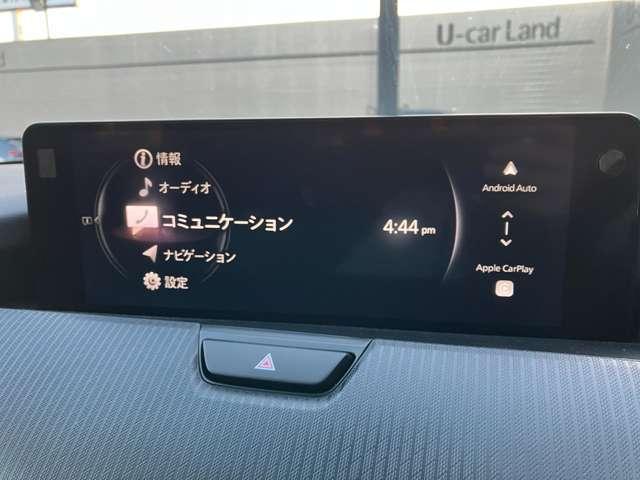 U-car Land
情報
オーディオ
コミュニケーション
ナビゲーション
設定
4:44 pm
Android Auto
Apple CarPlay